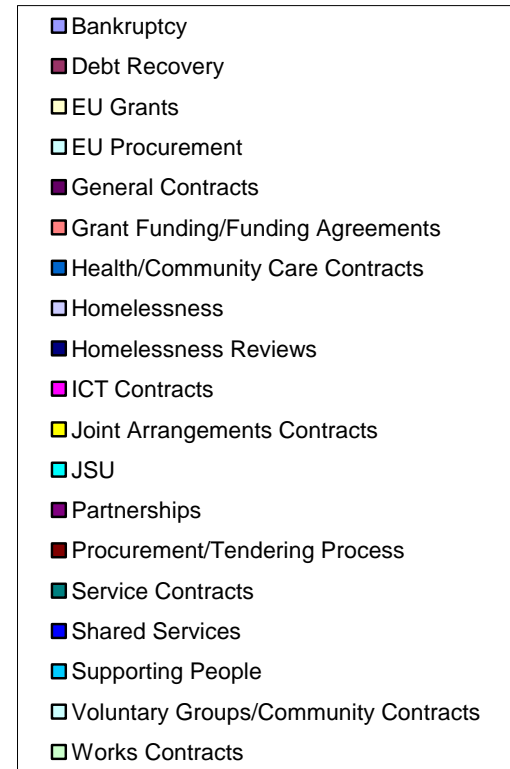 Bankruptcy
Debt Recovery
EU Grants
EU Procurement
General Contracts
Grant Funding/Funding Agreements
Health/Community Care Contracts
Homelessness
Homelessness Reviews
ICT Contracts
Joint Arrangements Contracts
JSU
Partnerships
Procurement/Tendering Process
Service Contracts
Shared Services
Supporting People
Voluntary Groups/Community Contracts
Works Contracts